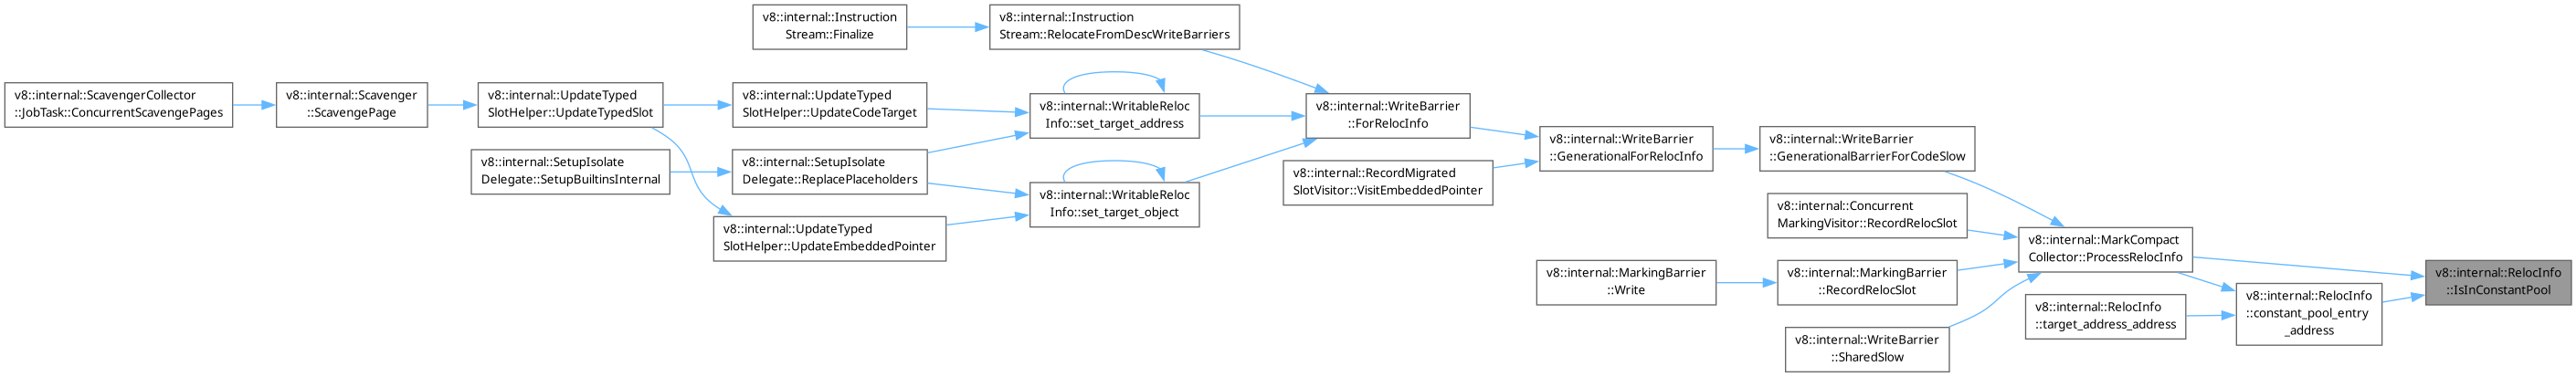 v8::internal::Instruction
Stream::Finalize
v8::internal::Instruction
Stream::RelocateFromDescWriteBarriers
v8::internal::ScavengerCollector
::JobTask::ConcurrentScavengePages
v8::internal::Scavenger
::ScavengePage
v8::internal::UpdateTyped
SlotHelper::UpdateTypedSlot
v8::internal::UpdateTyped
SlotHelper::UpdateCodeTarget
v8::internal::WritableReloc
Info::set_target_address
v8::internal::WriteBarrier
::ForRelocInfo
v8::internal::WriteBarrier
::GenerationalForRelocInfo
v8::internal::WriteBarrier
::GenerationalBarrierForCodeSlow
v8::internal::SetupIsolate
Delegate::SetupBuiltinsInternal
v8::internal::SetupIsolate
Delegate::ReplacePlaceholders
v8::internal::RecordMigrated
SlotVisitor::VisitEmbeddedPointer
v8::internal::WritableReloc
Info::set_target_object
v8::internal::Concurrent
MarkingVisitor::RecordRelocSlot
v8::internal::UpdateTyped
SlotHelper::UpdateEmbeddedPointer
v8::internal::MarkCompact
Collector::ProcessRelocInfo
v8::internal::MarkingBarrier
::Write
v8::internal::MarkingBarrier
::RecordRelocSlot
v8::internal::RelocInfo
::IsInConstantPool
v8::internal::RelocInfo
::target_address_address
v8::internal::RelocInfo
::constant_pool_entry
_address
v8::internal::WriteBarrier
::SharedSlow